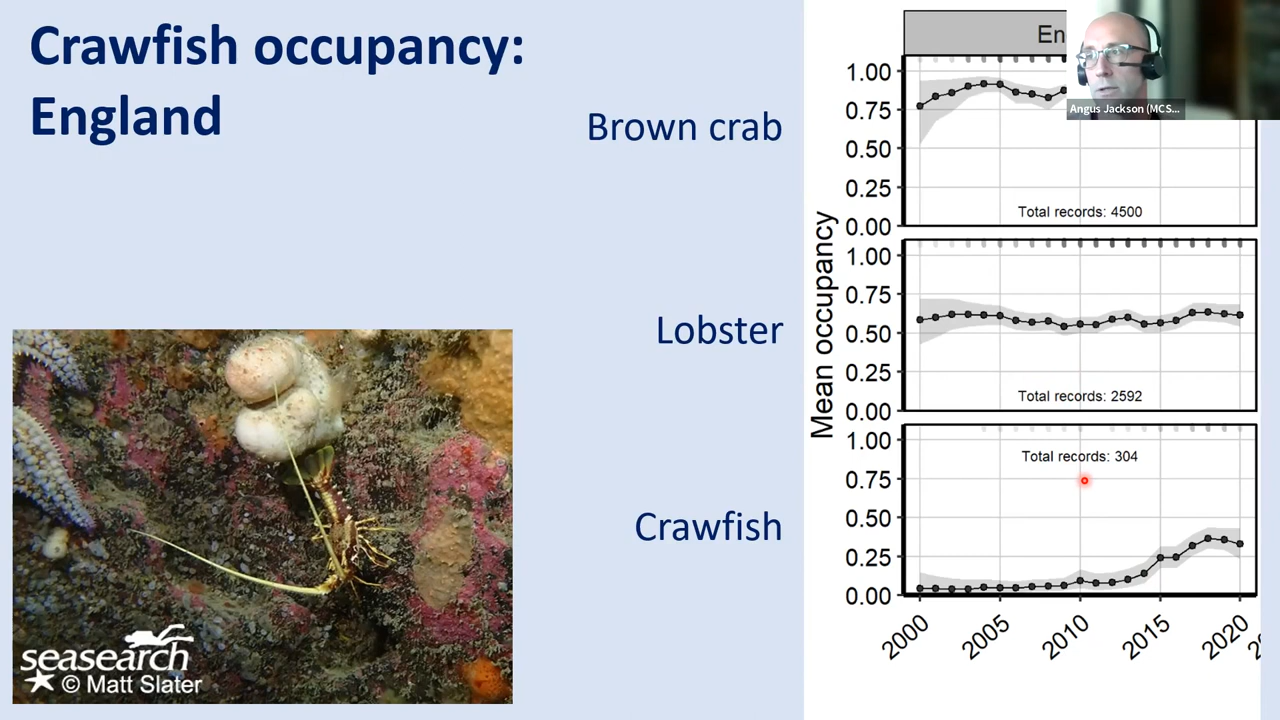 Crawfish occupancy:
England
Brown crab
Lobster
Crawfish
seasearch
© Matt Slater
En
Angus Jackson (MCS...
Mean occupancy
1.00
0.75
0.50
0.25
0.00
Total records: 4500
1.00
0.75
0.50
0.25
0.00
Total records: 2592
1.00
0.75
0.50
0.25
0.00
Total records: 304
2000
2005
2010
2015
2020